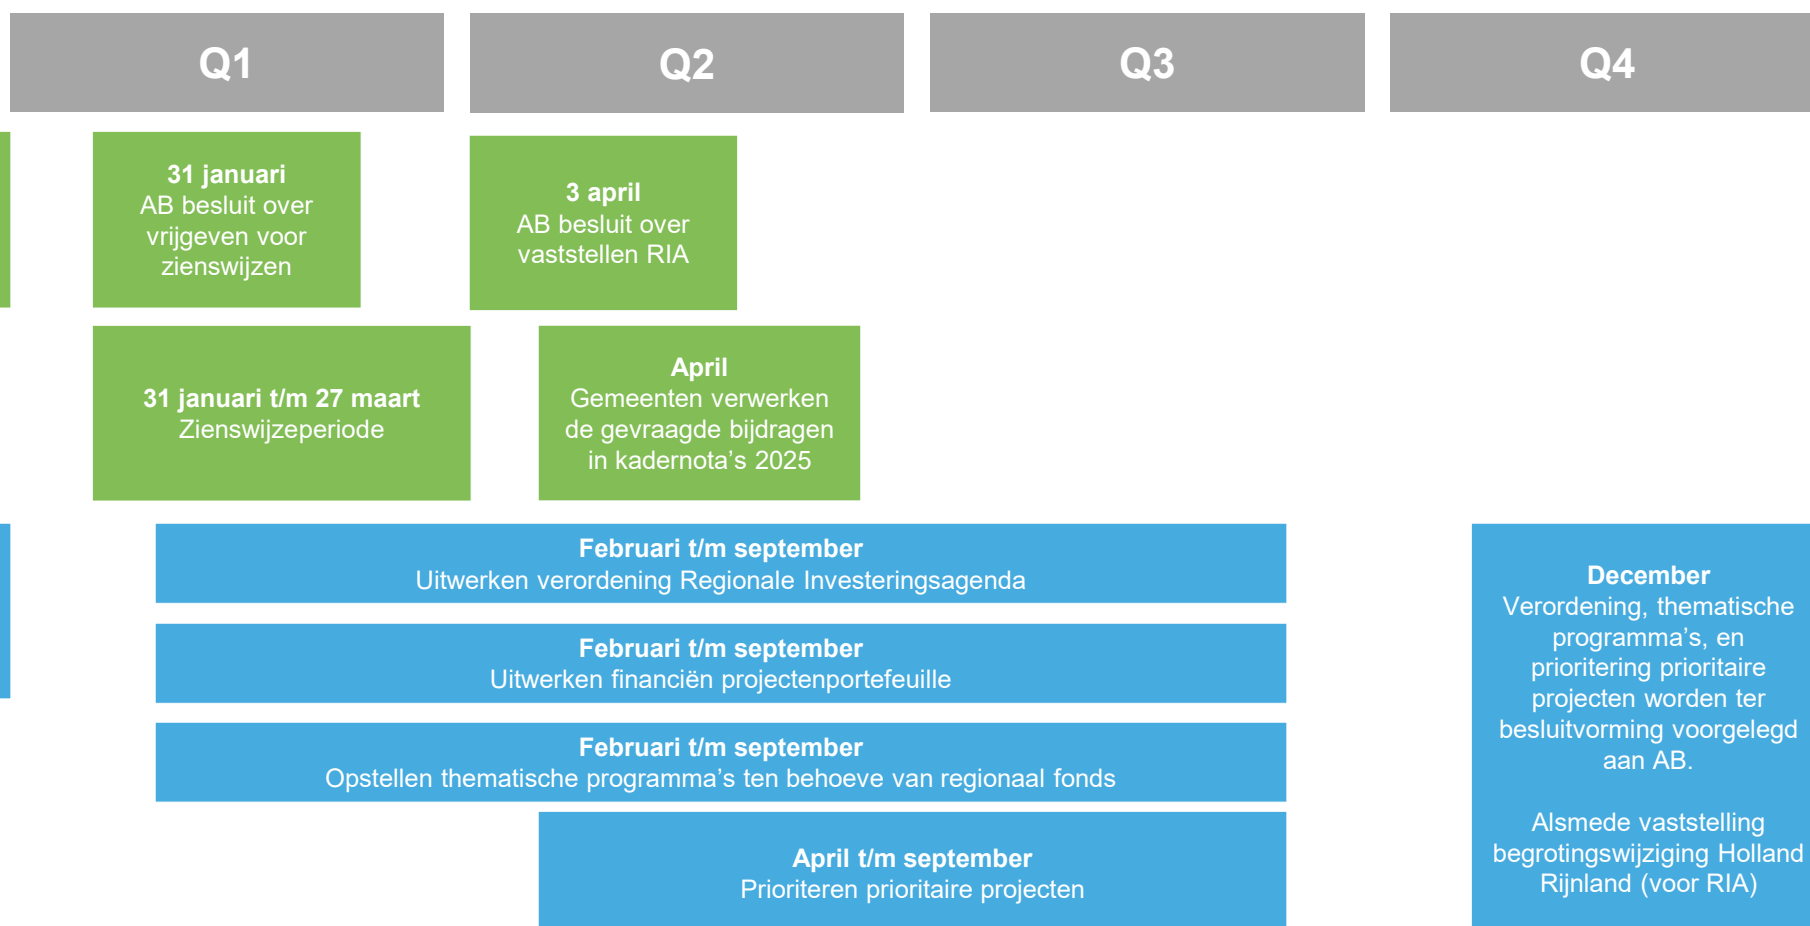 Q1
Q2
Q3
Q4
31 januari
AB besluit over
vrijgeven voor
zienswijzen
3 april
AB besluit over
vaststellen RIA
31 januari t/m 27 maart
Zienswijzeperiode
April
Gemeenten verwerken
de gevraagde bijdragen
in kadernota’s 2025
Februari t/m september
Uitwerken verordening Regionale Investeringsagenda
Februari t/m september
Uitwerken financiën projectenportefeuille
Februari t/m september
Opstellen thematische programma’s ten behoeve van regionaal fonds
April t/m september
Prioriteren prioritaire projecten
December
Verordening, thematische
programma’s, en
prioritering prioritaire
projecten worden ter
besluitvorming voorgelegd
aan AB.
Alsmede vaststelling
begrotingswijziging Holland
Rijnland (voor RIA)